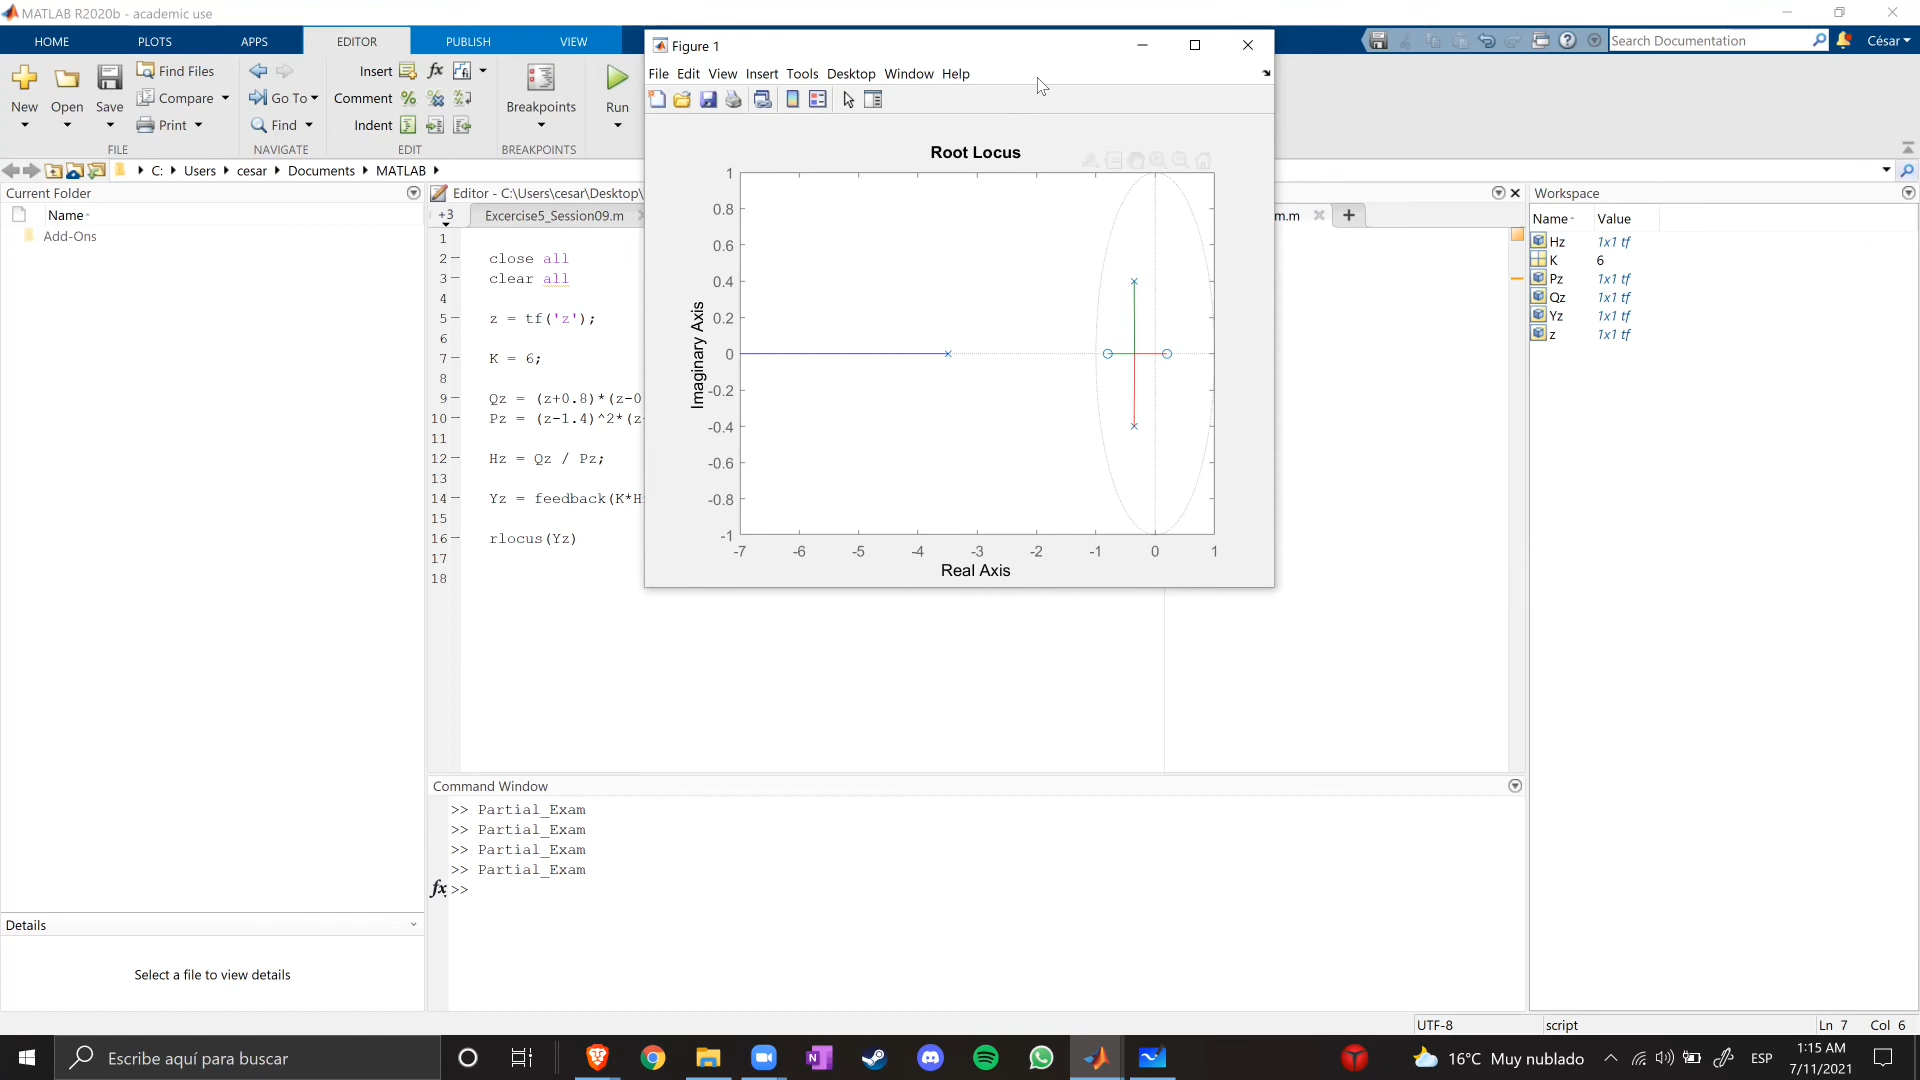 MATLAB R2020b - academic use
HOME PLOTS APPS EDITOR PUBLISH VIEW
Search Documentation César
New Open Save
Find Files
Compare
Print
FILE
Go To
Find
NAVIGATE
Insert
Comment
Indent
EDIT
Breakpoints
BREAKPOINTS
Run
C: Users cesar Documents MATLAB
Current Folder
Name
Add-Ons
Details
Select a file to view details
Editor - C:\Users\cesar\Desktop\
+3 Excercise5_Session09.m
m.m
1
2 close all
3 clear all
4
5 z = tf('z');
6
7 K = 6;
8
9 Qz = (z+0.8)*(z-0
10 Pz = (z-1.4)^2*(z
11
12 Hz = Qz / Pz;
13
14 Yz = feedback(K*H
15
16 rlocus(Yz)
17
18
Figure 1
File Edit View Insert Tools Desktop Window Help
Root Locus
Imaginary Axis
1
0.8
0.6
0.4
0.2
0
-0.2
-0.4
-0.6
-0.8
-1
-7 -6 -5 -4 -3 -2 -1 0 1
Real Axis
Command Window
>> Partial_Exam
>> Partial_Exam
>> Partial_Exam
>> Partial_Exam
fx >>
Workspace
Name Value
Hz 1x1 tf
K 6
Pz 1x1 tf
Qz 1x1 tf
Yz 1x1 tf
z 1x1 tf
UTF-8 script Ln 7 Col 6
Escribe aquí para buscar
16°C Muy nublado
ESP
1:15 AM
7/11/2021